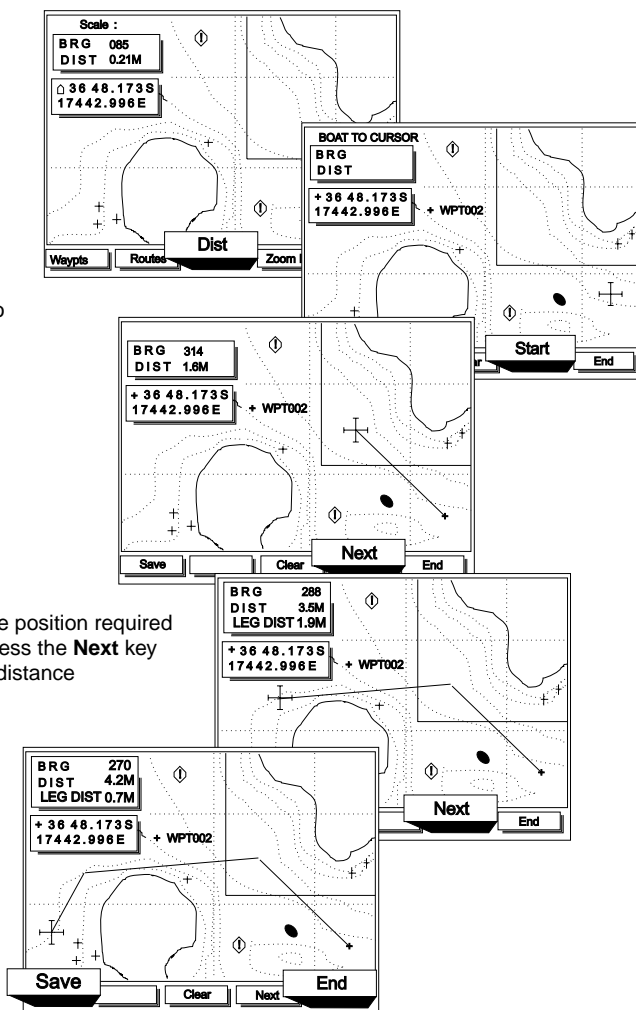 Scale :
BRG 085
DIST 0.21M
36 48.173S
17442.996E
Waypts Routes Dist Zoom
BOAT TO CURSOR
BRG
DIST
+ 36 48.173S
17442.996E + WPT002
Start End
BRG 314
DIST 1.6M
+ 36 48.173S
17442.996E + WPT002
Save Clear Next End
e position required
ess the Next key
distance
BRG 288
DIST 3.5M
LEG DIST 1.9M
+ 36 48.173S
17442.996E + WPT002
Next End
BRG 270
DIST 4.2M
LEG DIST 0.7M
+ 36 48.173S
17442.996E + WPT002
Save Clear Next End